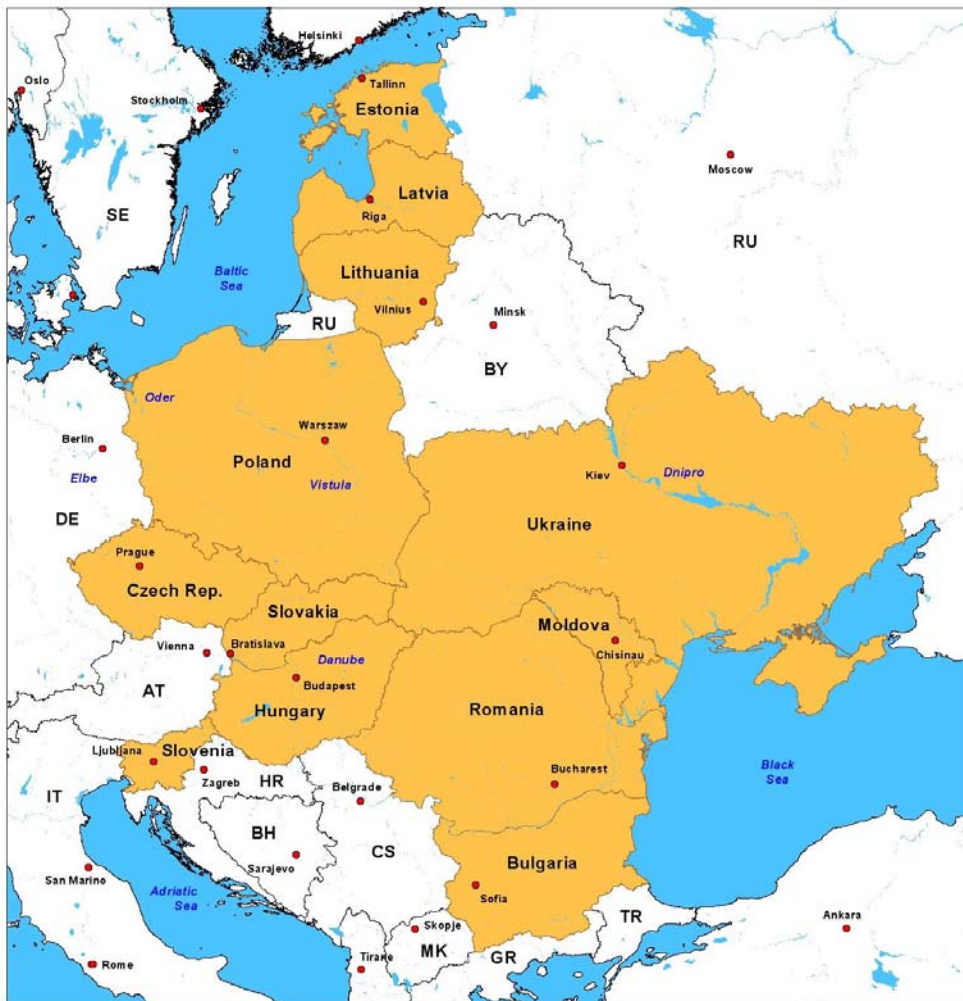 Helsinki
Oslo
Tallinn
Stockholm
Estonia
Moscow
Latvia
Riga
SE
RU
Lithuania
Baltic
Sea
Vilnius
Minsk
RU
BY
Oder
Warszaw
Berlin
Poland
Kiev
Dnipro
Elbe
Vistula
DE
Ukraine
Prague
Czech Rep.
Slovakia
Moldova
Vienna
Bratislava
Chisinau
Danube
Budapest
AT
Hungary
Romania
Ljubljana
Slovenia
Black
Sea
Zagreb
HR
Belgrade
Bucharest
IT
BH
CS
Bulgaria
Sarajevo
San Marino
Sofia
Adriatic
Sea
TR
Ankara
Skopje
MK
Tirane
GR
Rome